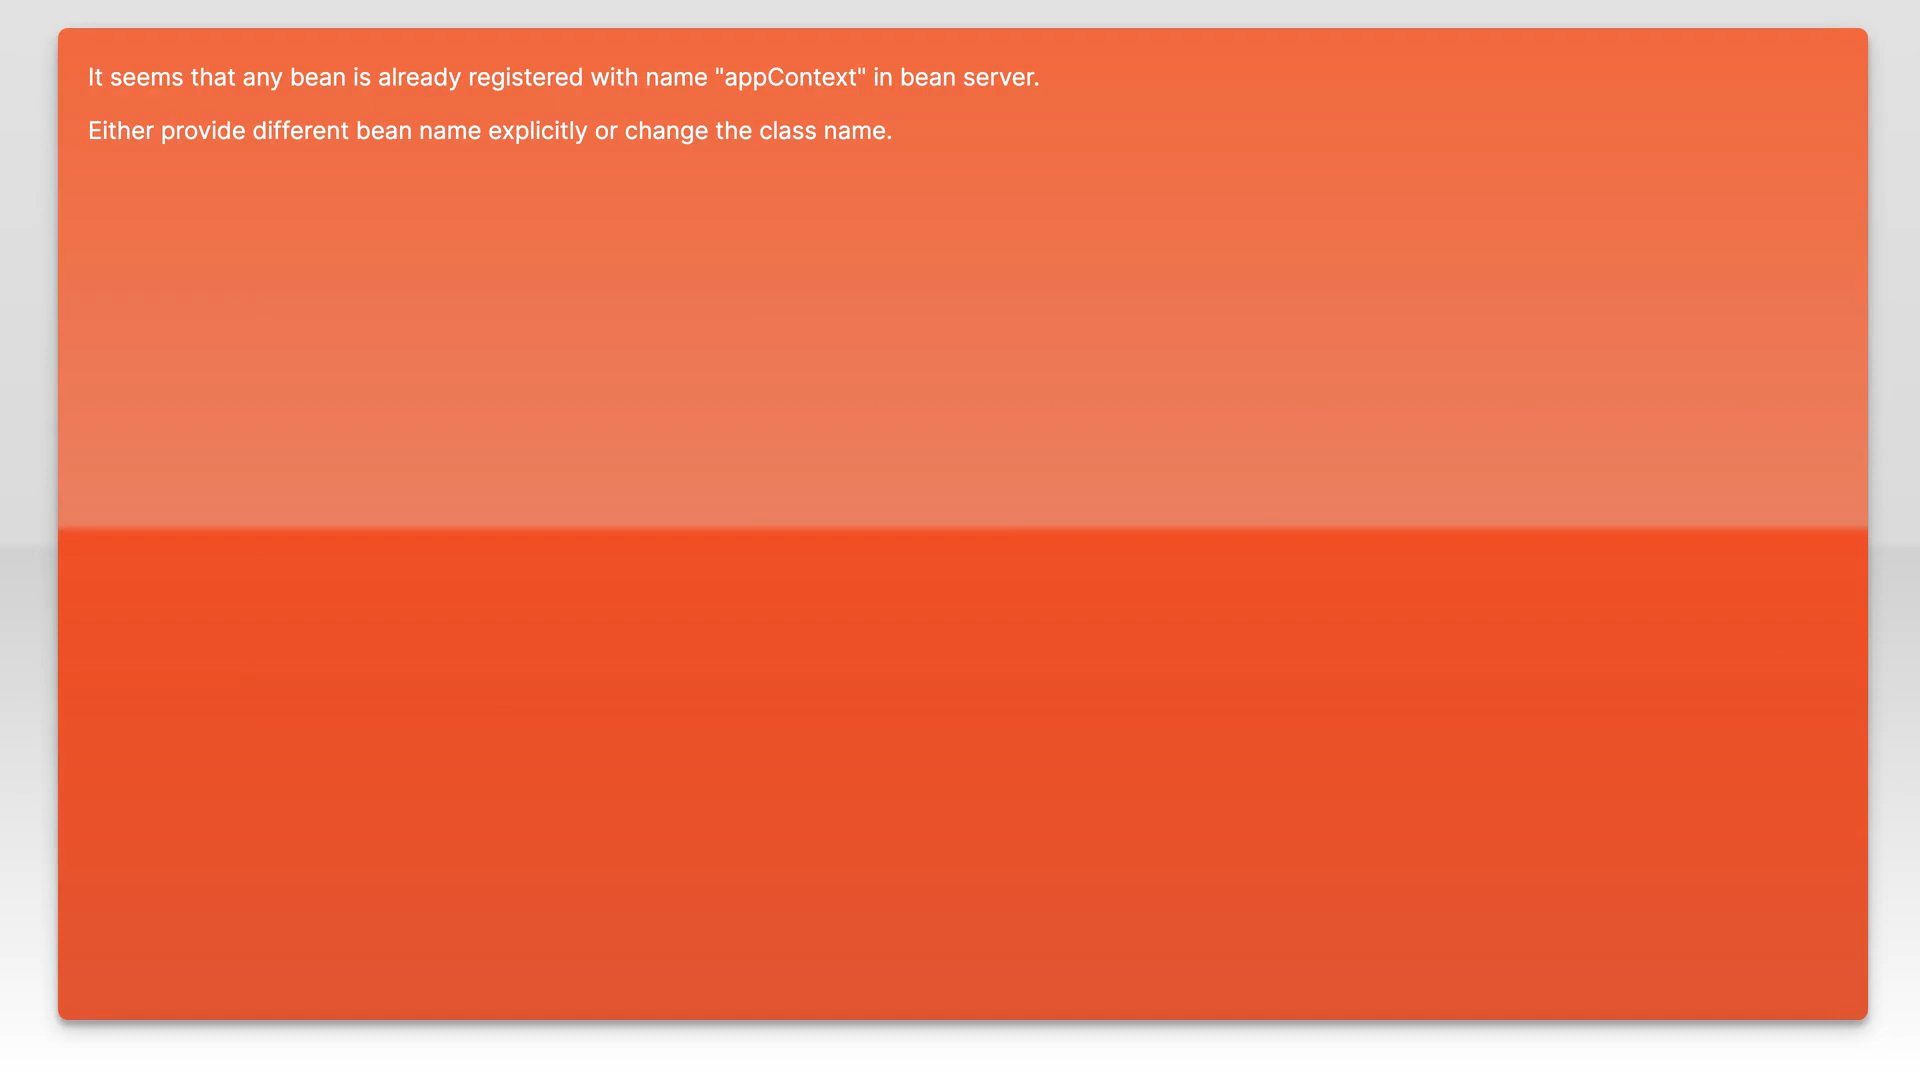 It seems that any bean is already registered with name "appContext" in bean server.
Either provide different bean name explicitly or change the class name.